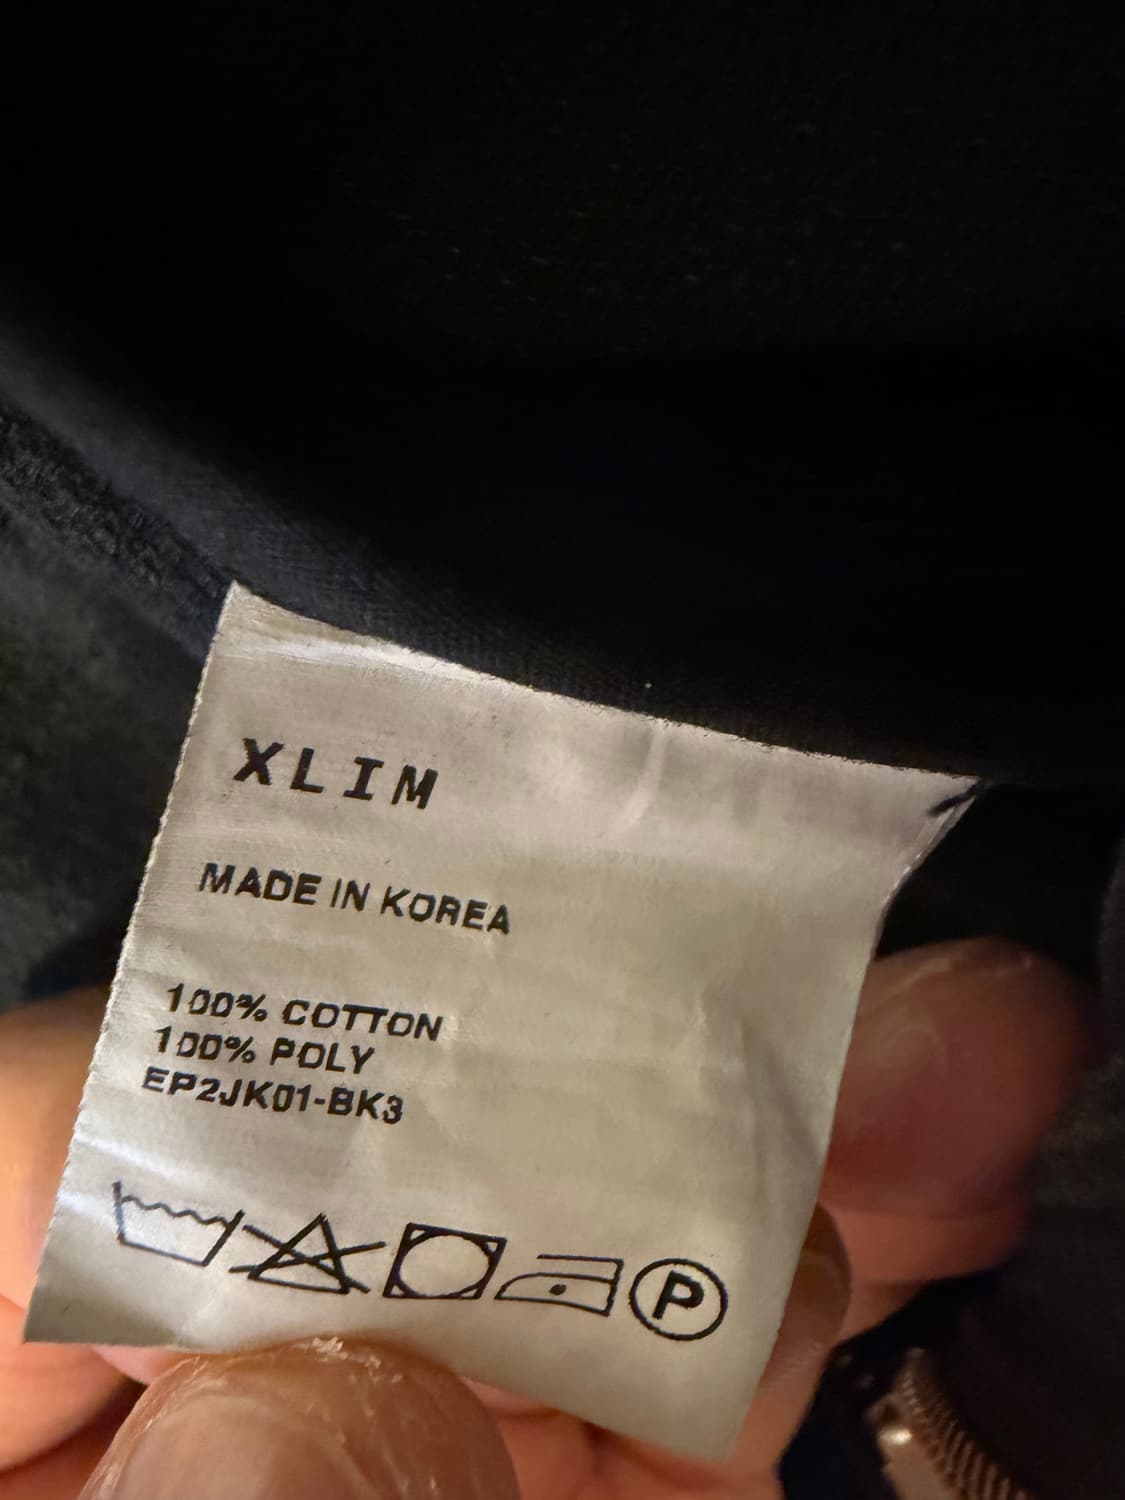 XLIM
MADE IN KOREA
100% COTTON
100% POLY
EP2JK01-BK3
P